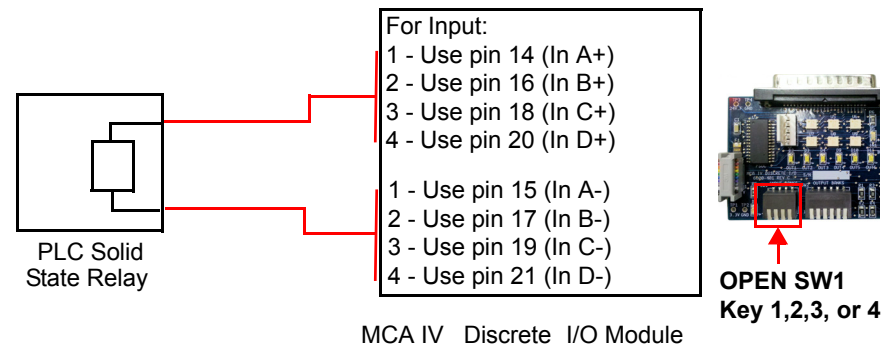 For Input:
1 - Use pin 14 (In A+)
2 - Use pin 16 (In B+)
3 - Use pin 18 (In C+)
4 - Use pin 20 (In D+)
1 - Use pin 15 (In A-)
2 - Use pin 17 (In B-)
3 - Use pin 19 (In C-)
4 - Use pin 21 (In D-)
PLC Solid
State Relay
OPEN SW1
Key 1,2,3, or 4
MCA IV Discrete I/O Module